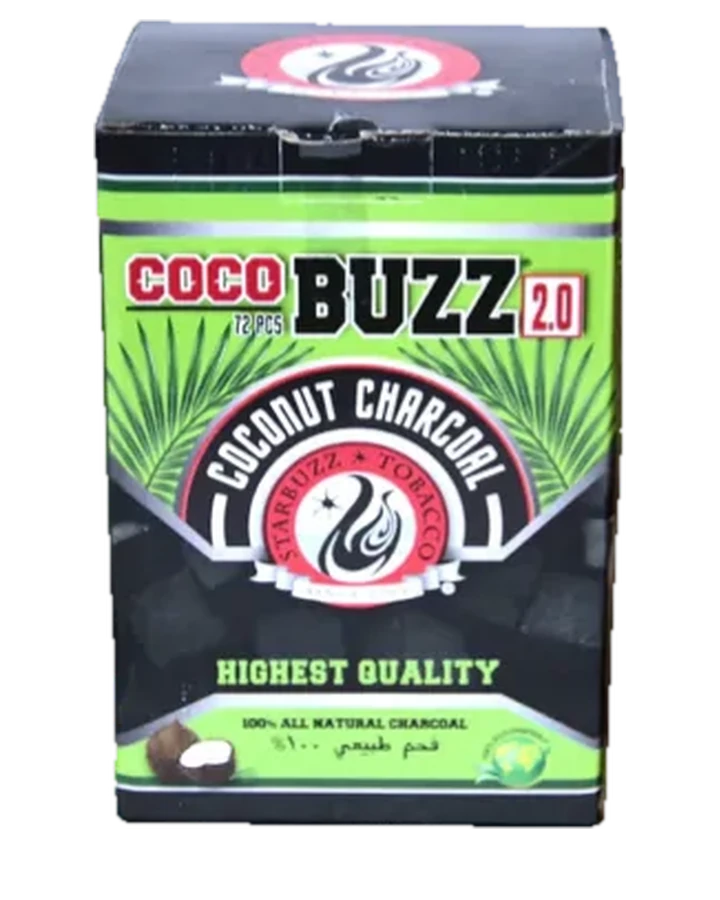 COCO BUZZ 2.0
72 PCS
COCONUT CHARCOAL
STARBUZZ ★ TOBACCO
HIGHEST QUALITY
100% ALL NATURAL CHARCOAL
فحم طبيعي ١٠٠%